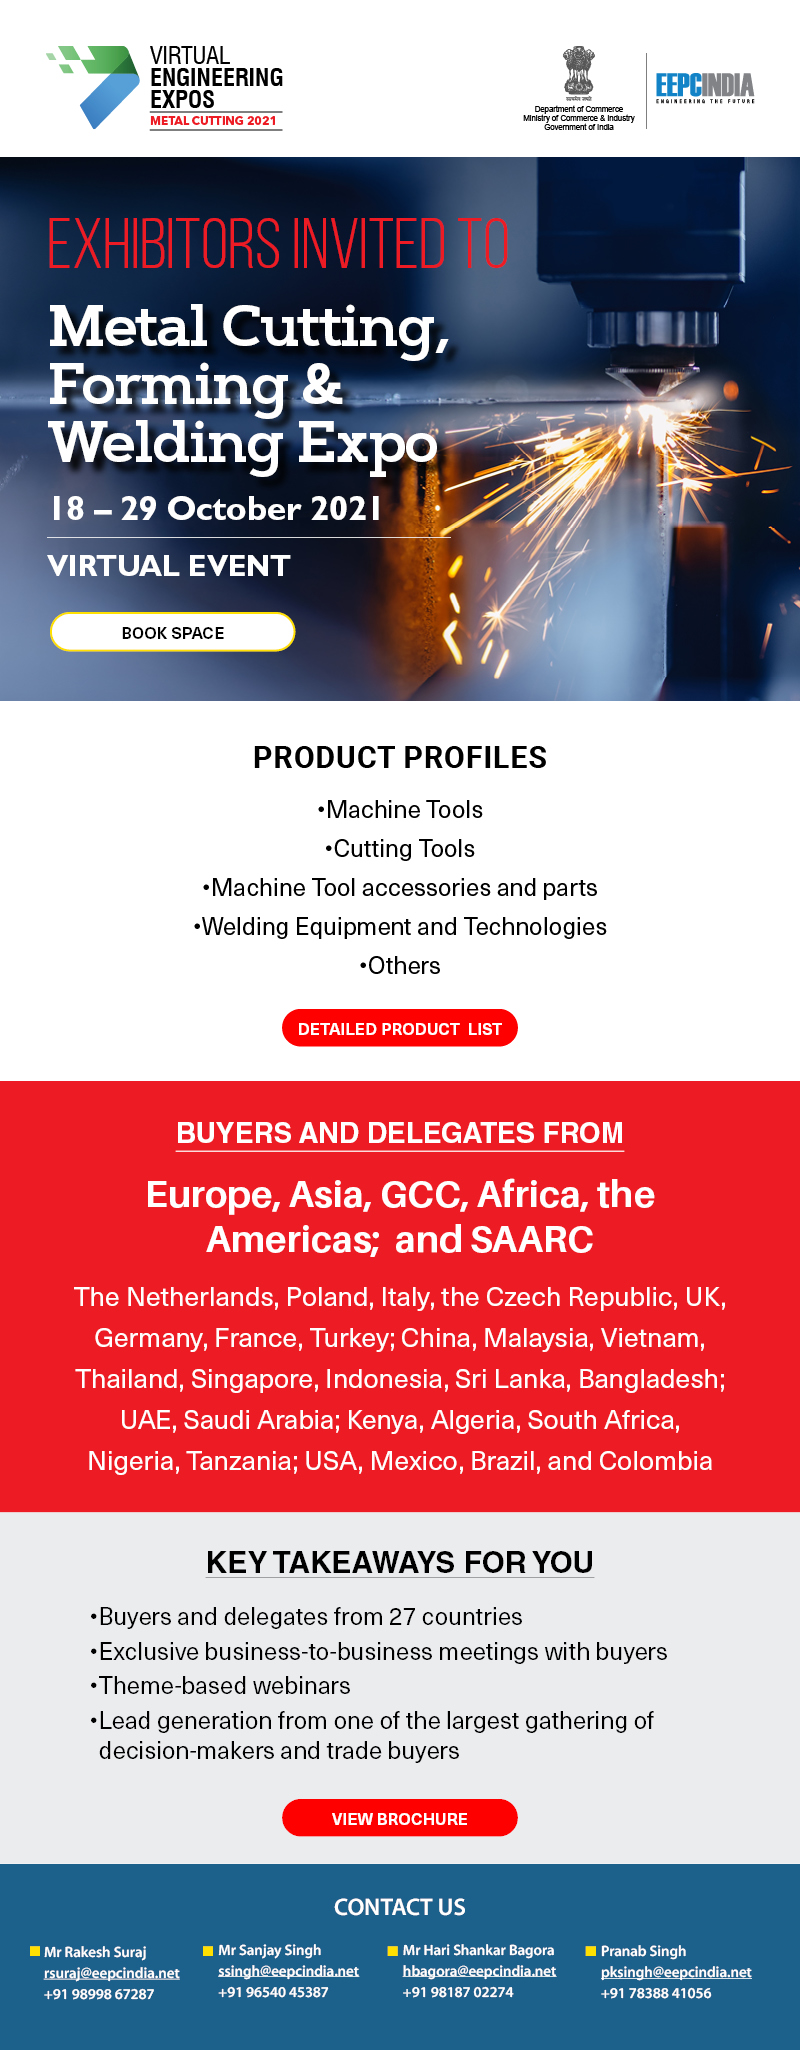 VIRTUAL
ENGINEERING
EXPOS
METAL CUTTING 2021
सत्यमेव जयते
Department of Commerce
Ministry of Commerce & Industry
Government of India
EEPCINDIA
ENGINEERING THE FUTURE
EXHIBITORS INVITED TO
Metal Cutting,
Forming &
Welding Expo
18 – 29 October 2021
VIRTUAL EVENT
BOOK SPACE
PRODUCT PROFILES
•Machine Tools
•Cutting Tools
•Machine Tool accessories and parts
•Welding Equipment and Technologies
•Others
DETAILED PRODUCT LIST
BUYERS AND DELEGATES FROM
Europe, Asia, GCC, Africa, the
Americas; and SAARC
The Netherlands, Poland, Italy, the Czech Republic, UK,
Germany, France, Turkey; China, Malaysia, Vietnam,
Thailand, Singapore, Indonesia, Sri Lanka, Bangladesh;
UAE, Saudi Arabia; Kenya, Algeria, South Africa,
Nigeria, Tanzania; USA, Mexico, Brazil, and Colombia
KEY TAKEAWAYS FOR YOU
•Buyers and delegates from 27 countries
•Exclusive business-to-business meetings with buyers
•Theme-based webinars
•Lead generation from one of the largest gathering of
decision-makers and trade buyers
VIEW BROCHURE
CONTACT US
Mr Rakesh Suraj
rsuraj@eepcindia.net
+91 98998 67287
Mr Sanjay Singh
ssingh@eepcindia.net
+91 96540 45387
Mr Hari Shankar Bagora
hbagora@eepcindia.net
+91 98187 02274
Pranab Singh
pksingh@eepcindia.net
+91 78388 41056